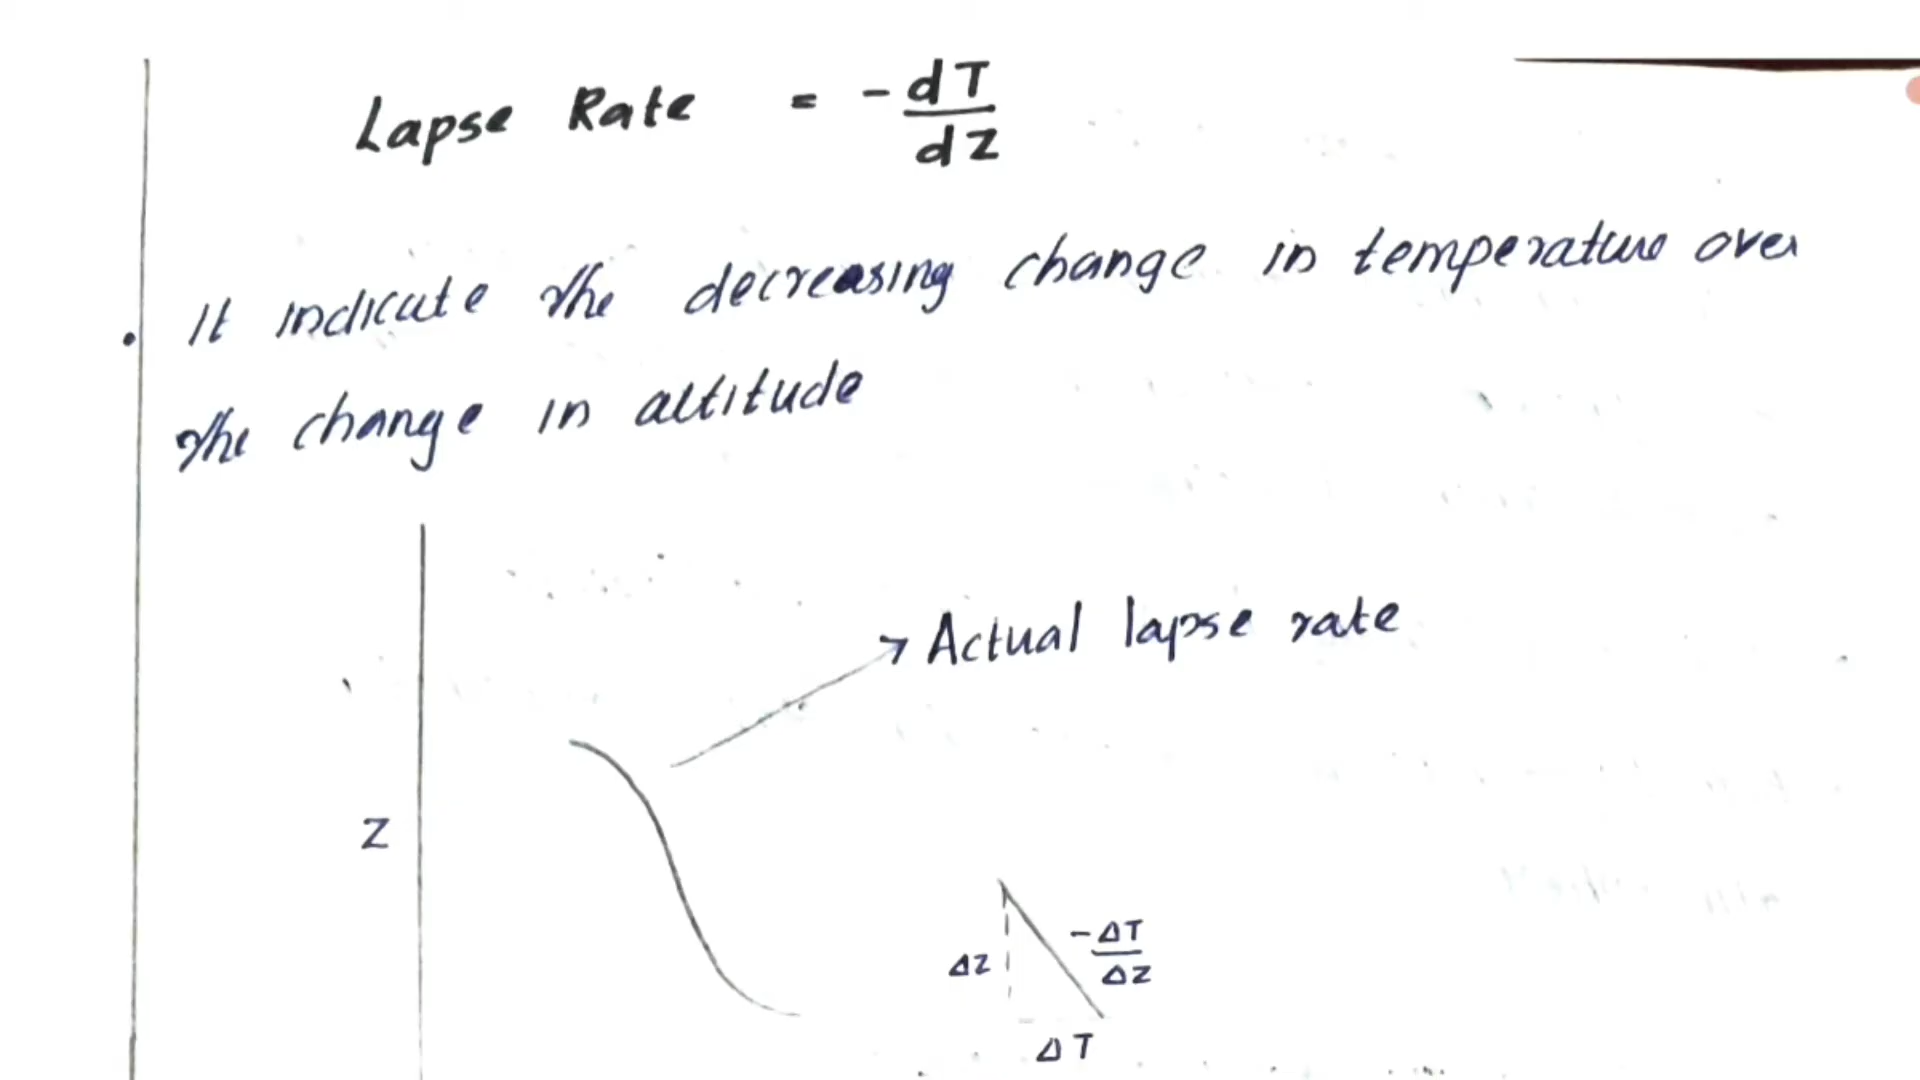 Lapse Rate = -dT/dZ
• It indicate the decreasing change in temperature over
the change in altitude
→ Actual lapse rate
Z
-ΔT/ΔZ
ΔZ
ΔT